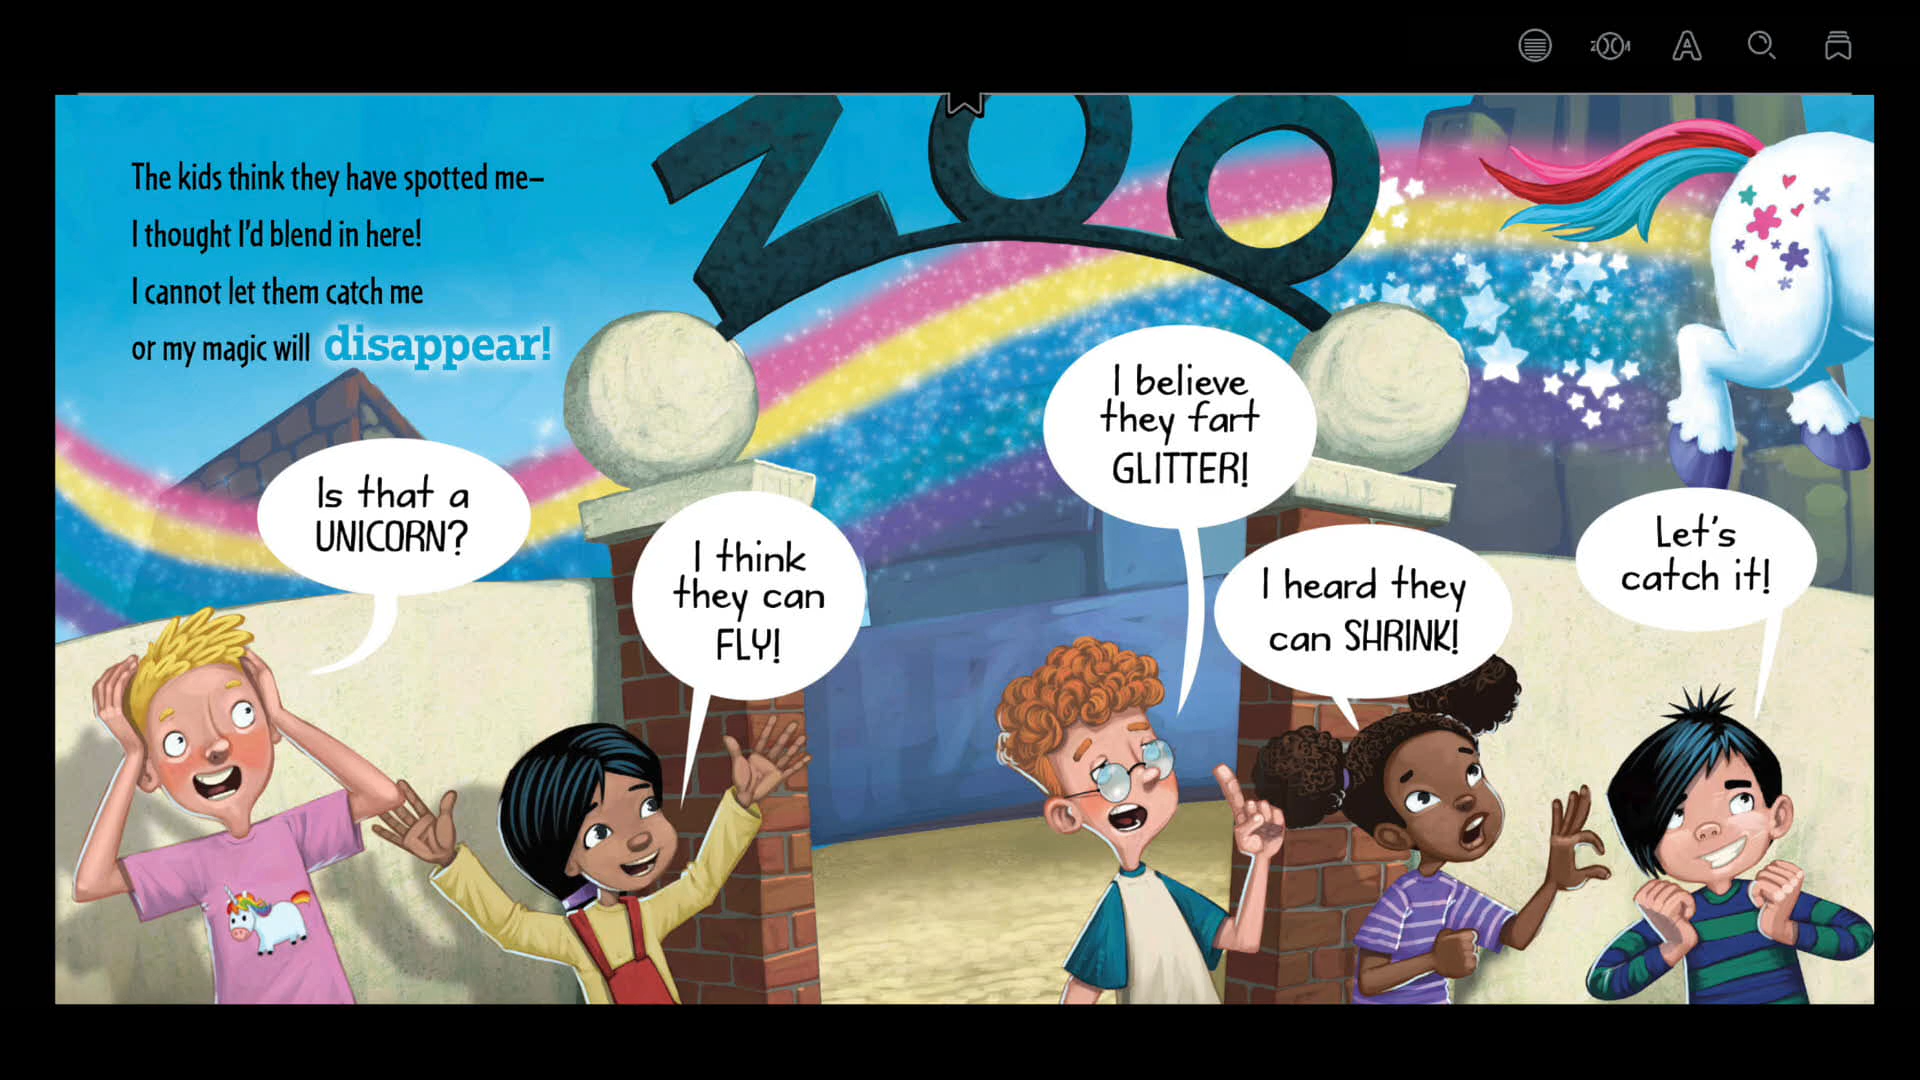 ZOO
The kids think they have spotted me–
I thought I'd blend in here!
I cannot let them catch me
or my magic will disappear!
Is that a
UNICORN?
I think
they can
FLY!
I believe
they fart
GLITTER!
I heard they
can SHRINK!
Let's
catch it!